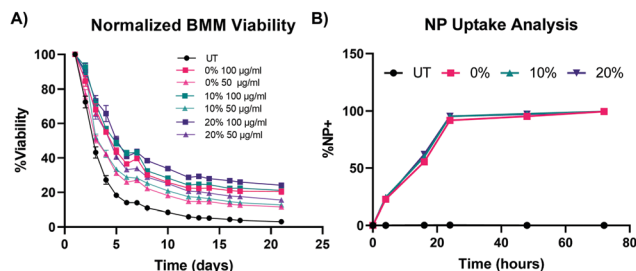 A)
Normalized BMM Viability
%Viability
100
80
60
40
20
0
0
5
10
15
20
25
Time (days)
UT
0% 100 µg/ml
0% 50 µg/ml
10% 100 µg/ml
10% 50 µg/ml
20% 100 µg/ml
20% 50 µg/ml
B)
NP Uptake Analysis
%NP+
150
100
50
0
0
20
40
60
80
Time (hours)
UT
0%
10%
20%